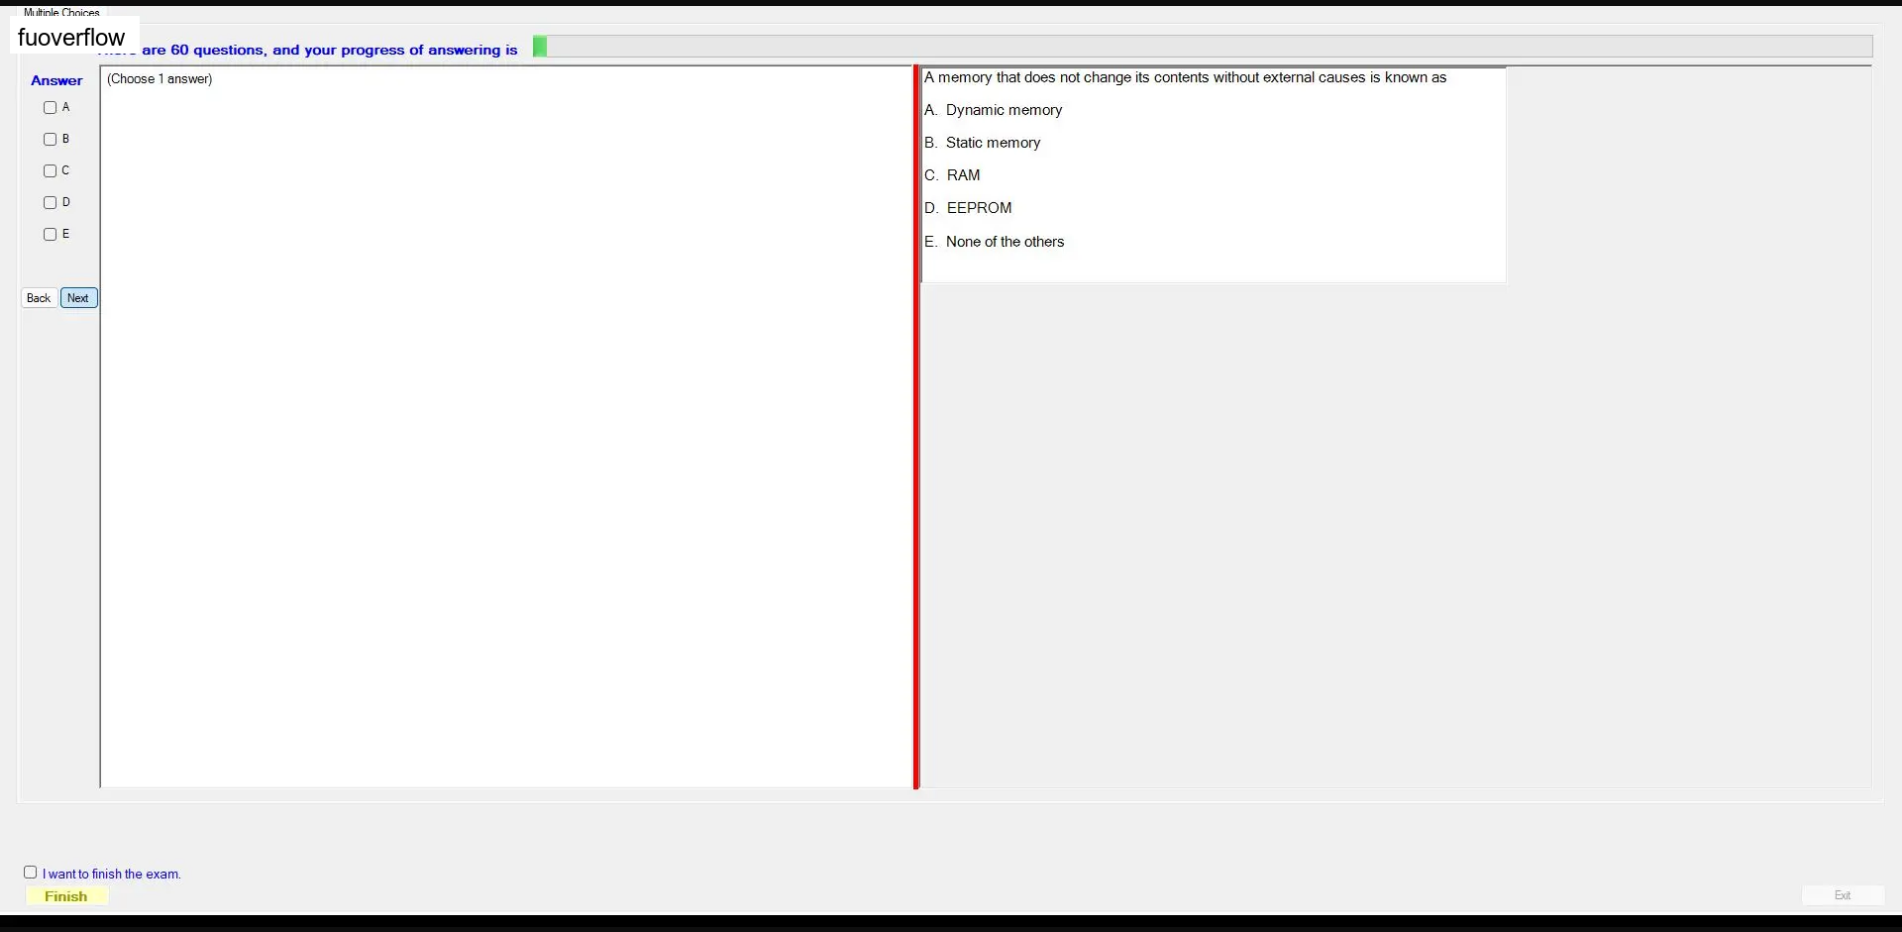 Multiple Choices
fuoverflow
are 60 questions, and your progress of answering is
Answer
(Choose 1 answer)
A
B
C
D
E
Back Next
A memory that does not change its contents without external causes is known as
A. Dynamic memory
B. Static memory
C. RAM
D. EEPROM
E. None of the others
I want to finish the exam.
Finish
Exit